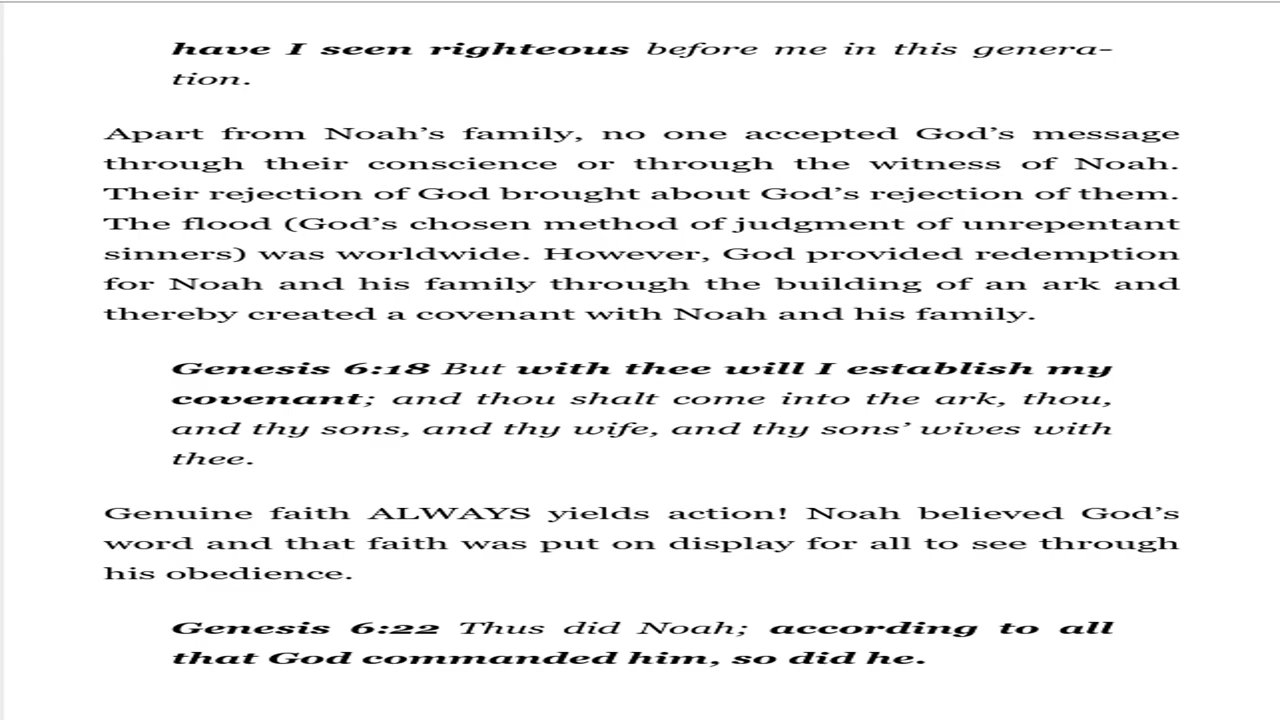 have I seen righteous before me in this genera-
tion.
Apart from Noah’s family, no one accepted God’s message
through their conscience or through the witness of Noah.
Their rejection of God brought about God’s rejection of them.
The flood (God’s chosen method of judgment of unrepentant
sinners) was worldwide. However, God provided redemption
for Noah and his family through the building of an ark and
thereby created a covenant with Noah and his family.
Genesis 6:18 But with thee will I establish my
covenant; and thou shalt come into the ark, thou,
and thy sons, and thy wife, and thy sons’ wives with
thee.
Genuine faith ALWAYS yields action! Noah believed God’s
word and that faith was put on display for all to see through
his obedience.
Genesis 6:22 Thus did Noah; according to all
that God commanded him, so did he.